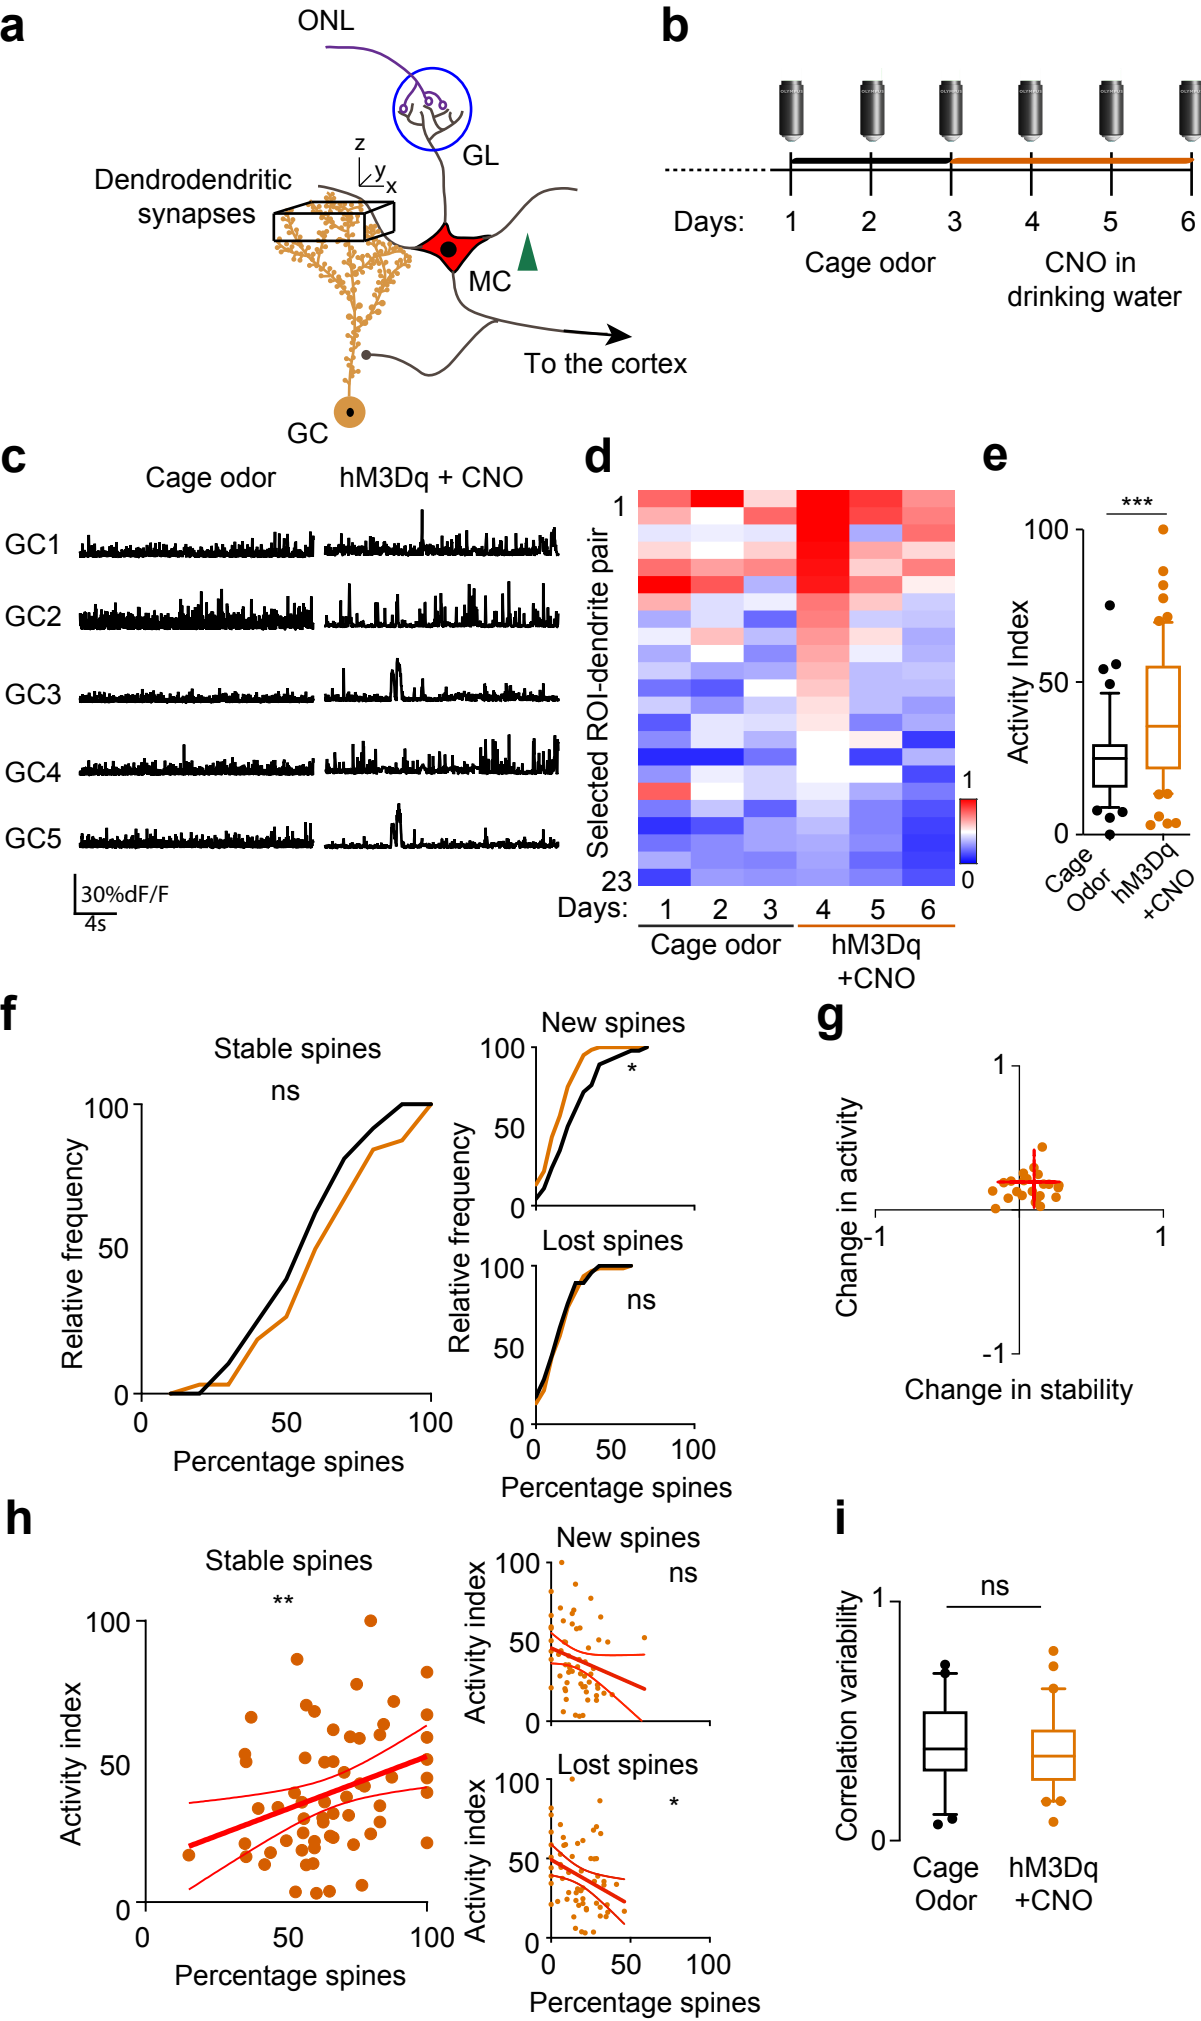 a
ONL
z
y
x
GL
Dendrodendritic
synapses
MC
To the cortex
GC
b
OLYMPUS
OLYMPUS
OLYMPUS
OLYMPUS
OLYMPUS
OLYMPUS
Days: 1 2 3 4 5 6
Cage odor
CNO in
drinking water
c
Cage odor hM3Dq + CNO
GC1
GC2
GC3
GC4
GC5
30%dF/F
4s
d
Selected ROI-dendrite pair
1
23
1
0
Days: 1 2 3 4 5 6
Cage odor hM3Dq
+CNO
e
***
Activity Index
100
50
0
Cage
Odor
hM3Dq
+CNO
f
Stable spines
ns
Relative frequency
100
50
0
0 50 100
Percentage spines
New spines
*
Relative frequency
100
50
0
Lost spines
ns
100
50
0
0 50 100
Percentage spines
g
Change in activity
1
-1 1
-1
Change in stability
h
Stable spines
**
Activity index
100
50
0
0 50 100
Percentage spines
New spines
ns
Activity index
100
50
0
Lost spines
*
Activity index
100
50
0
0 50 100
Percentage spines
i
ns
Correlation variability
1
0
Cage
Odor
hM3Dq
+CNO